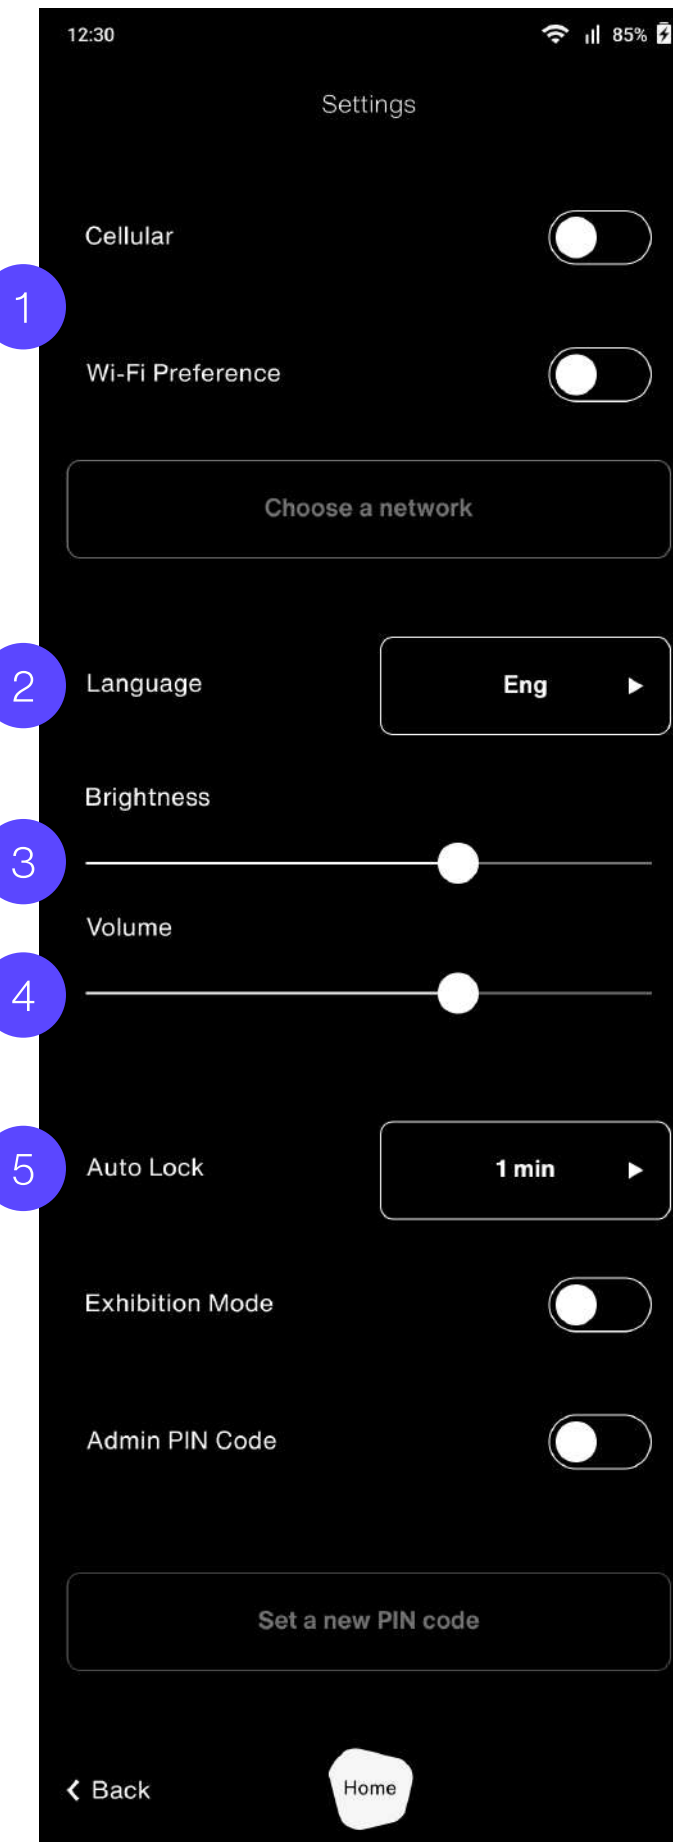 12:30 85%
Settings
Cellular
1
Wi-Fi Preference
Choose a network
2 Language Eng
Brightness
3
Volume
4
5 Auto Lock 1 min
Exhibition Mode
Admin PIN Code
Set a new PIN code
Back Home